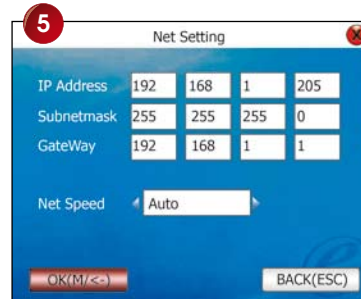 5
Net Setting
X
IP Address 192 168 1 205
Subnetmask 255 255 255 0
GateWay 192 168 1 1
Net Speed Auto
OK(M/<-) BACK(ESC)